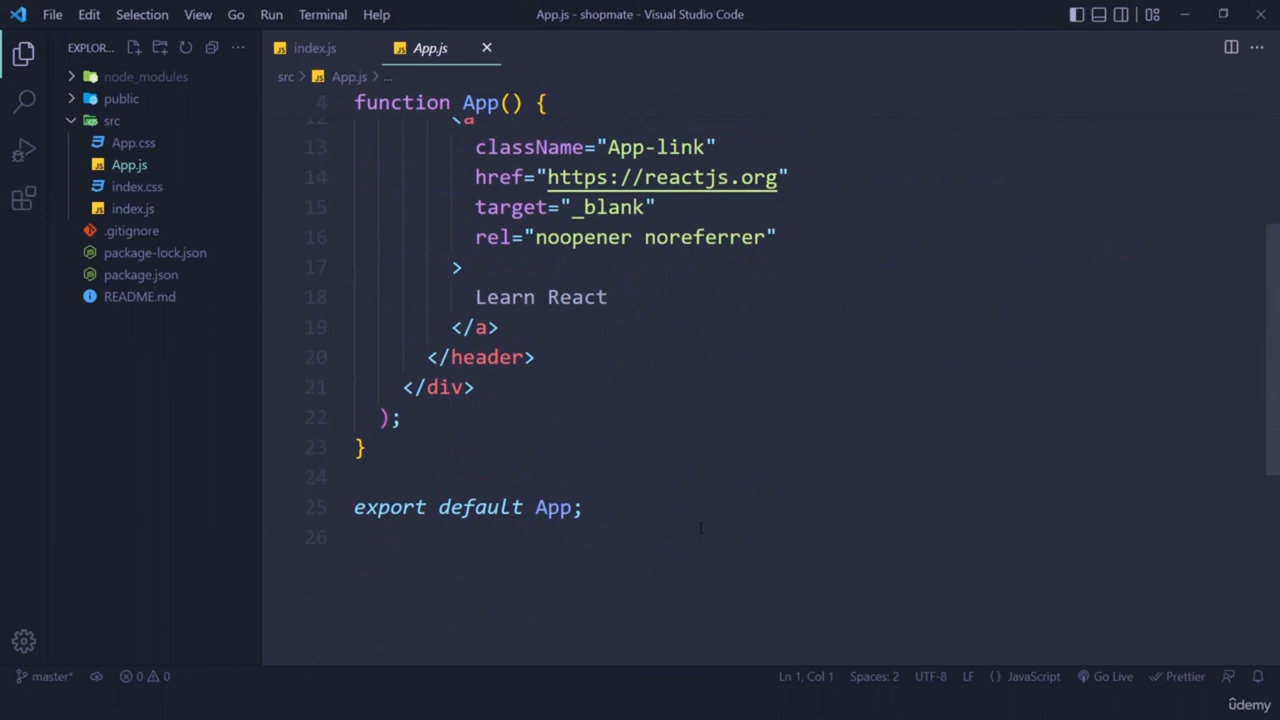 File Edit Selection View Go Run Terminal Help
App.js - shopmate - Visual Studio Code
EXPLOR...
node_modules
public
src
App.css
App.js
index.css
index.js
.gitignore
package-lock.json
package.json
README.md
index.js App.js
src > App.js > ...
4 function App() {
12 <a
13 className="App-link"
14 href="https://reactjs.org"
15 target="_blank"
16 rel="noopener noreferrer"
17 >
18 Learn React
19 </a>
20 </header>
21 </div>
22 );
23 }
24
25 export default App;
26
master* 0 0 Ln 1, Col 1 Spaces: 2 UTF-8 LF {} JavaScript Go Live Prettier
ûdemy